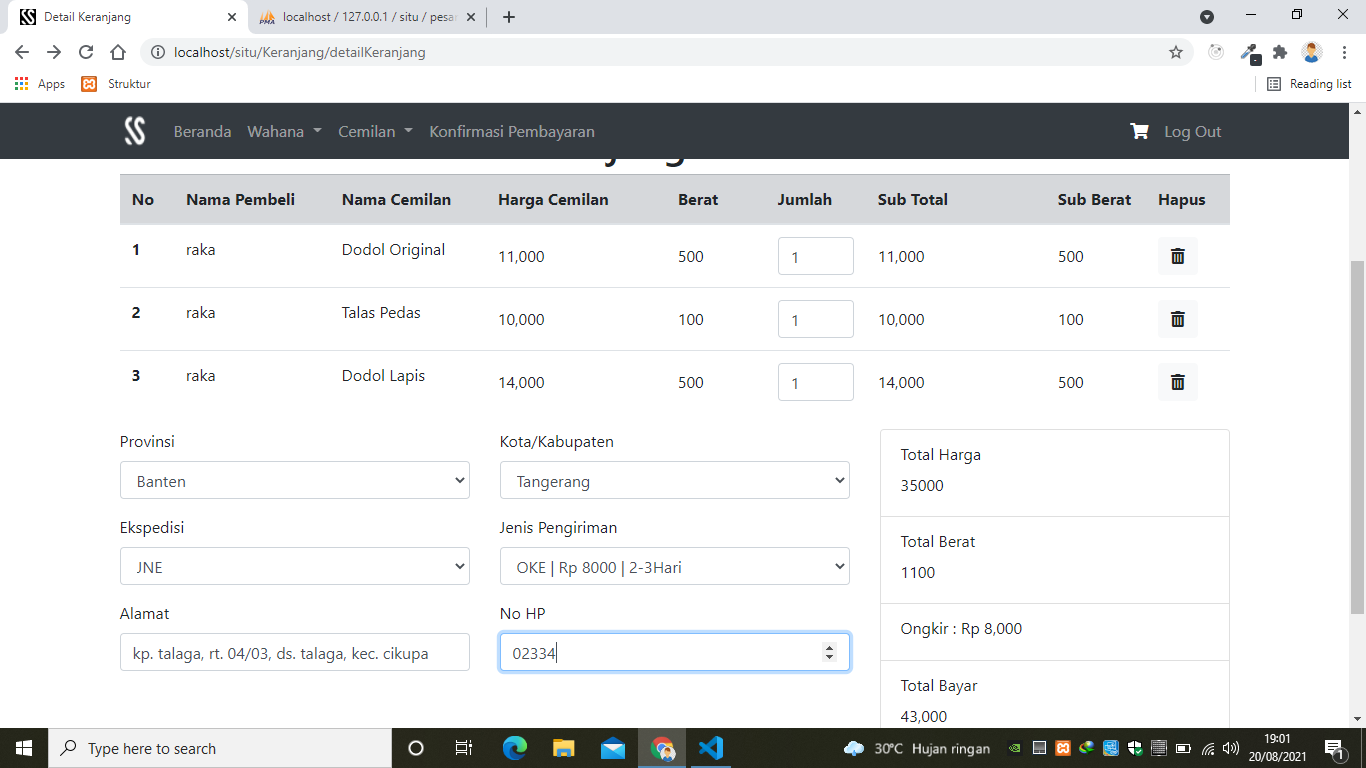 Detail Keranjang
localhost / 127.0.0.1 / situ / pesa
localhost/situ/Keranjang/detailKeranjang
Apps Struktur Reading list
Beranda Wahana Cemilan Konfirmasi Pembayaran Log Out
No Nama Pembeli Nama Cemilan Harga Cemilan Berat Jumlah Sub Total Sub Berat Hapus
1 raka Dodol Original 11,000 500 1 11,000 500
2 raka Talas Pedas 10,000 100 1 10,000 100
3 raka Dodol Lapis 14,000 500 1 14,000 500
Provinsi Kota/Kabupaten
Banten Tangerang
Ekspedisi Jenis Pengiriman
JNE OKE | Rp 8000 | 2-3Hari
Alamat No HP
kp. talaga, rt. 04/03, ds. talaga, kec. cikupa 02334
Total Harga
35000
Total Berat
1100
Ongkir : Rp 8,000
Total Bayar
43,000
Type here to search
30°C Hujan ringan
19:01
20/08/2021
1